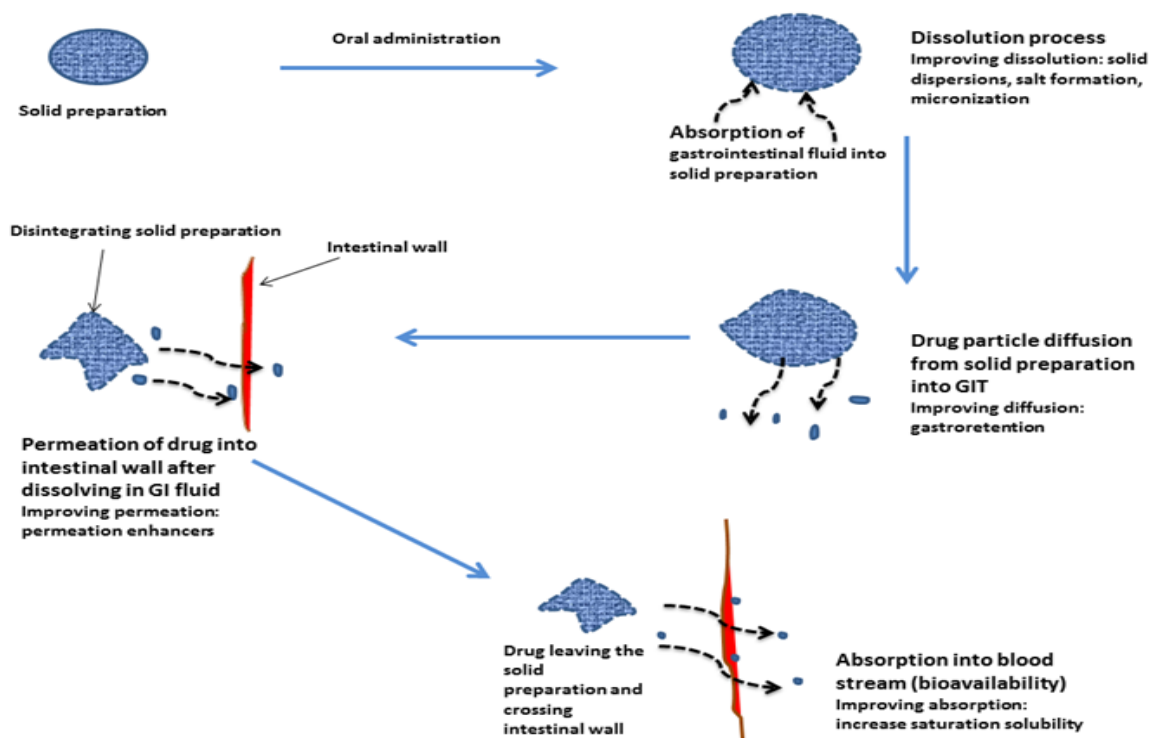 Solid preparation
Oral administration
Dissolution process
Improving dissolution: solid
dispersions, salt formation,
micronization
Absorption of
gastrointestinal fluid into
solid preparation
Disintegrating solid preparation
Intestinal wall
Drug particle diffusion
from solid preparation
into GIT
Improving diffusion:
gastroretention
Permeation of drug into
intestinal wall after
dissolving in GI fluid
Improving permeation:
permeation enhancers
Drug leaving the
solid
preparation and
crossing
intestinal wall
Absorption into blood
stream (bioavailability)
Improving absorption:
increase saturation solubility